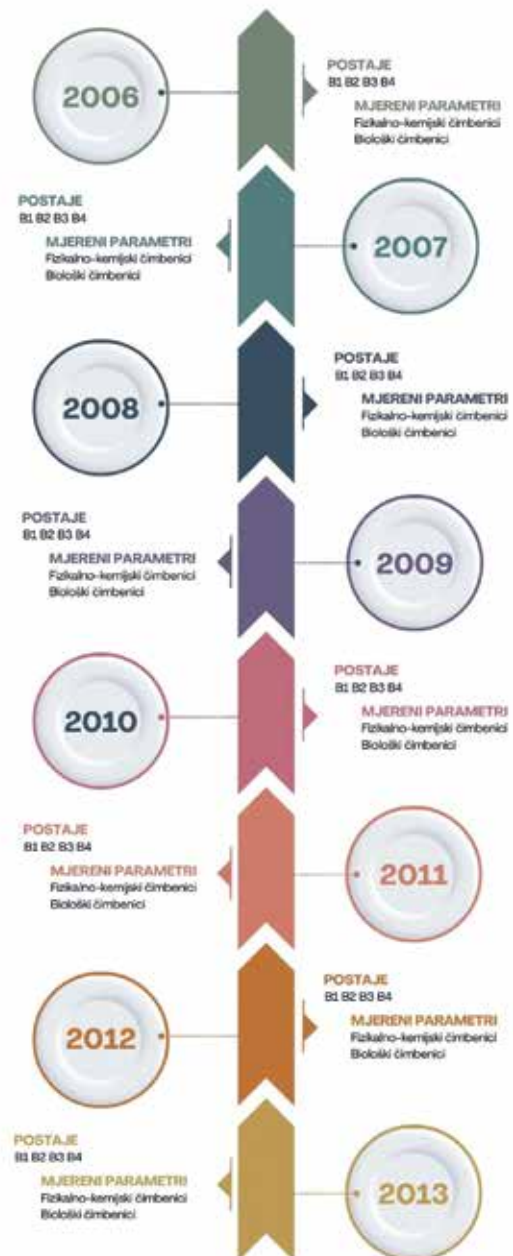 2006
POSTAJE
B1 B2 B3 B4
MJERENI PARAMETRI
Fizikalno-kemijski čimbenici
Biološki čimbenici
POSTAJE
B1 B2 B3 B4
MJERENI PARAMETRI
Fizikalno-kemijski čimbenici
Biološki čimbenici
2007
2008
POSTAJE
B1 B2 B3 B4
MJERENI PARAMETRI
Fizikalno-kemijski čimbenici
Biološki čimbenici
POSTAJE
B1 B2 B3 B4
MJERENI PARAMETRI
Fizikalno-kemijski čimbenici
Biološki čimbenici
2009
2010
POSTAJE
B1 B2 B3 B4
MJERENI PARAMETRI
Fizikalno-kemijski čimbenici
Biološki čimbenici
POSTAJE
B1 B2 B3 B4
MJERENI PARAMETRI
Fizikalno-kemijski čimbenici
Biološki čimbenici
2011
2012
POSTAJE
B1 B2 B3 B4
MJERENI PARAMETRI
Fizikalno-kemijski čimbenici
Biološki čimbenici
POSTAJE
B1 B2 B3 B4
MJERENI PARAMETRI
Fizikalno-kemijski čimbenici
Biološki čimbenici
2013